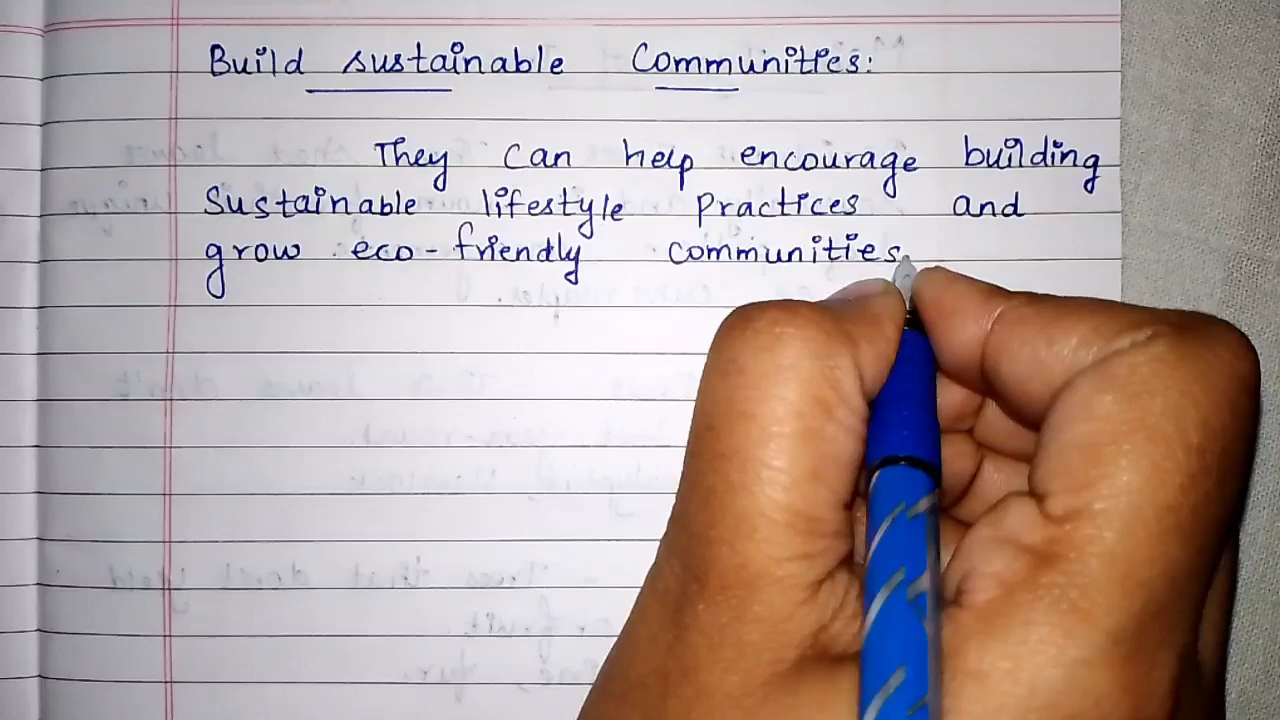 Build sustainable Communities:
They can help encourage building
Sustainable lifestyle Practices and
grow eco-friendly communities.